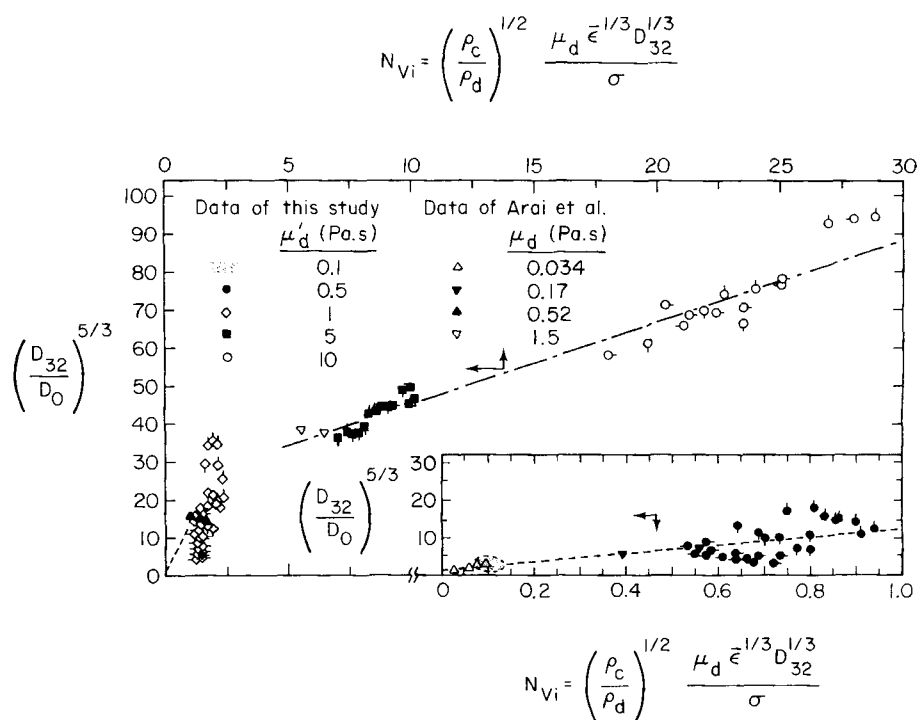 N_Vi = (ρ_c/ρ_d)^1/2 μ_d ε̄^1/3 D_32^1/3 / σ
0 5 10 15 20 25 30
100
90
80
70
60
50
40
30
20
10
0
(D_32/D_0)^5/3
Data of this study Data of Arai et al.
μ'_d (Pa.s) μ_d (Pa.s)
0.1 0.034
0.5 0.17
1 0.52
5 1.5
10
(D_32/D_0)^5/3
30
20
10
0
0 0.2 0.4 0.6 0.8 1.0
N_Vi = (ρ_c/ρ_d)^1/2 μ_d ε̄^1/3 D_32^1/3 / σ